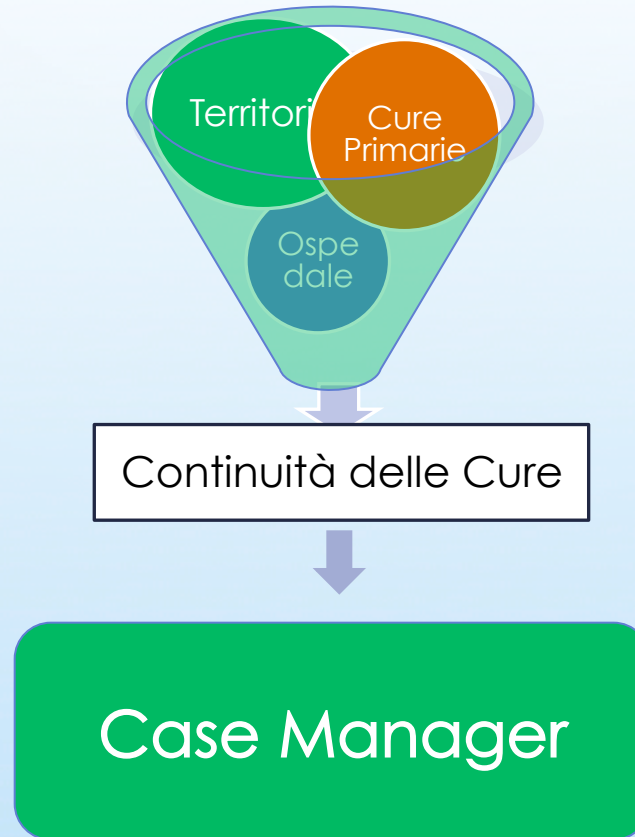 Territori
Cure
Primarie
Ospe
dale
Continuità delle Cure
Case Manager